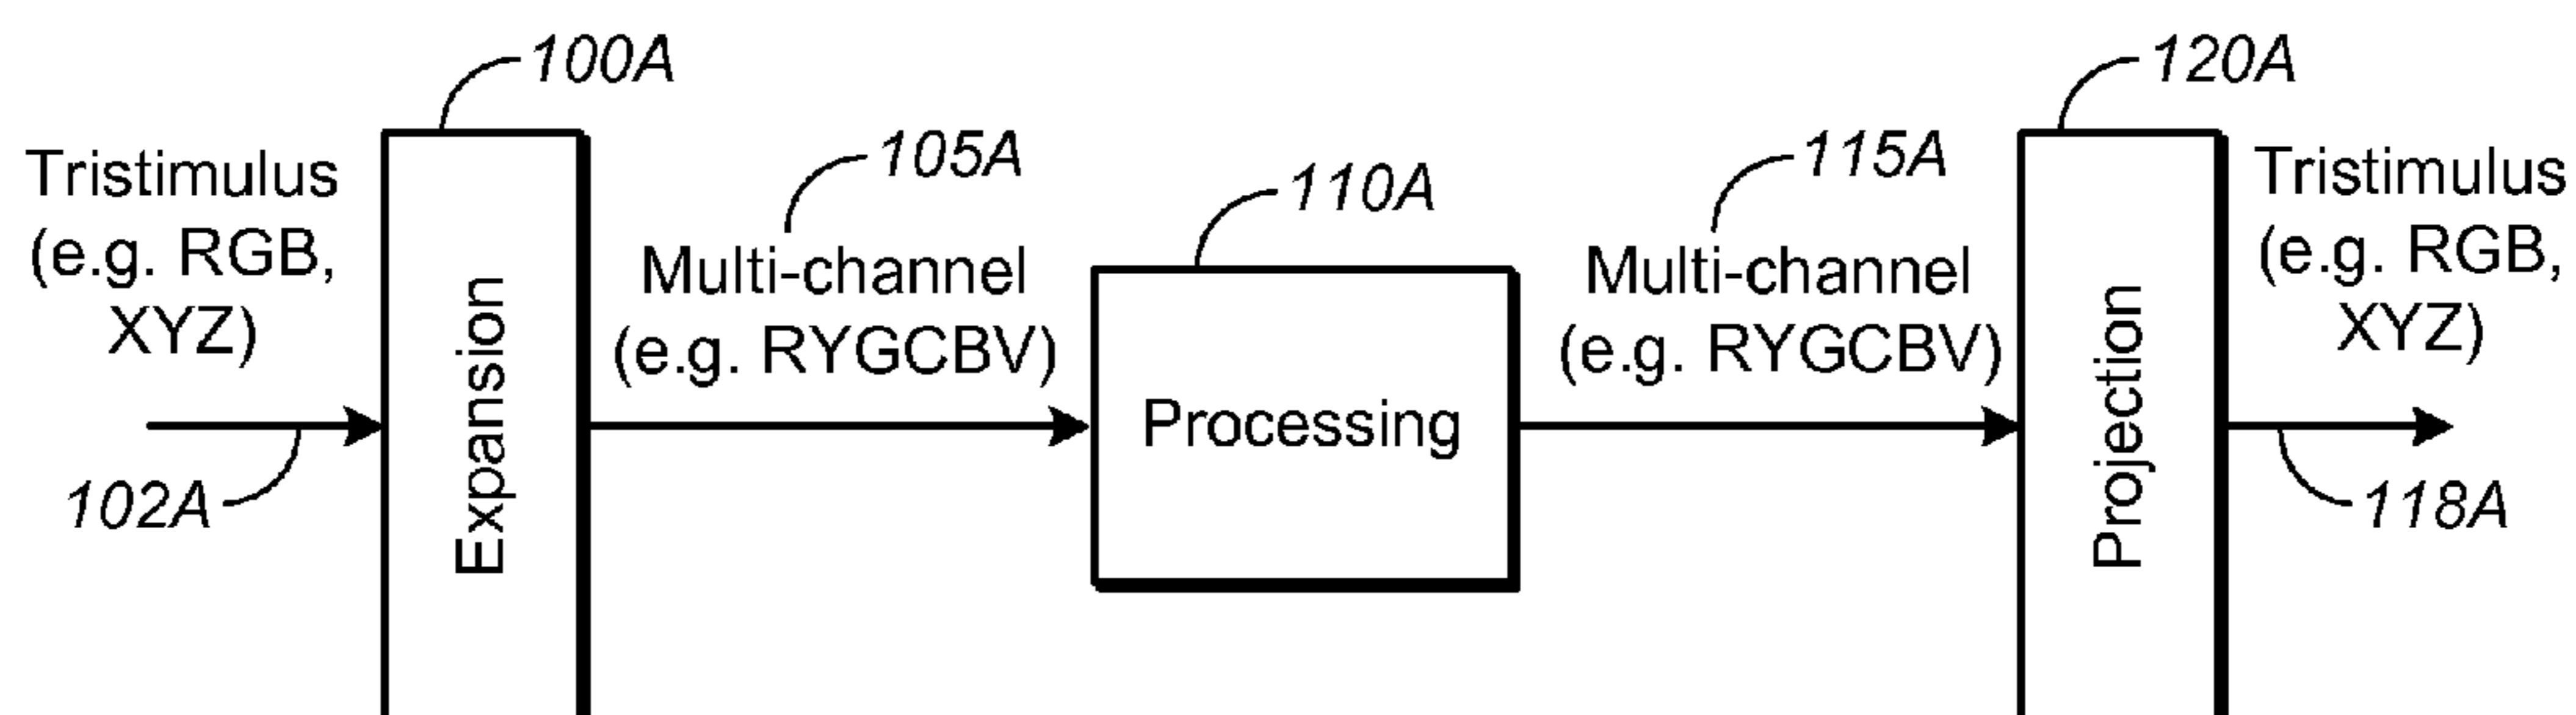 100A
120A
105A
115A
110A
Tristimulus
(e.g. RGB,
XYZ)
Multi-channel
(e.g. RYGCBV)
Multi-channel
(e.g. RYGCBV)
Tristimulus
(e.g. RGB,
XYZ)
Expansion
Processing
Projection
102A
118A